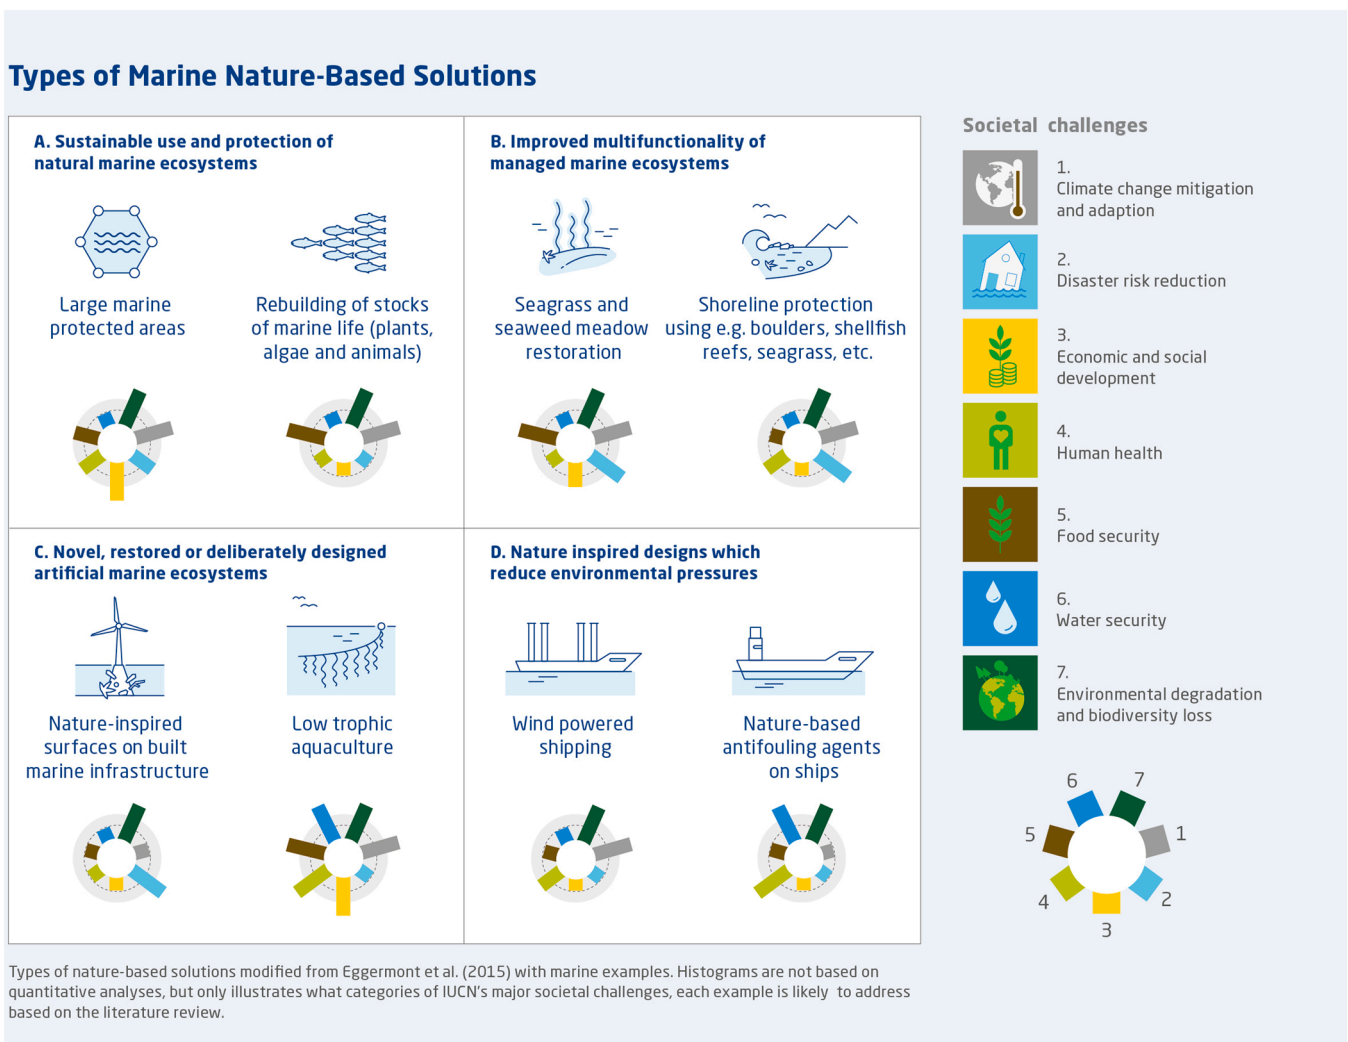 Types of Marine Nature-Based Solutions
A. Sustainable use and protection of
natural marine ecosystems
Large marine
protected areas
Rebuilding of stocks
of marine life (plants,
algae and animals)
B. Improved multifunctionality of
managed marine ecosystems
Seagrass and
seaweed meadow
restoration
Shoreline protection
using e.g. boulders, shellfish
reefs, seagrass, etc.
C. Novel, restored or deliberately designed
artificial marine ecosystems
Nature-inspired
surfaces on built
marine infrastructure
Low trophic
aquaculture
D. Nature inspired designs which
reduce environmental pressures
Wind powered
shipping
Nature-based
antifouling agents
on ships
Societal challenges
1.
Climate change mitigation
and adaption
2.
Disaster risk reduction
3.
Economic and social
development
4.
Human health
5.
Food security
6.
Water security
7.
Environmental degradation
and biodiversity loss
6
7
5
1
4
2
3
Types of nature-based solutions modified from Eggermont et al. (2015) with marine examples. Histograms are not based on
quantitative analyses, but only illustrates what categories of IUCN's major societal challenges, each example is likely to address
based on the literature review.